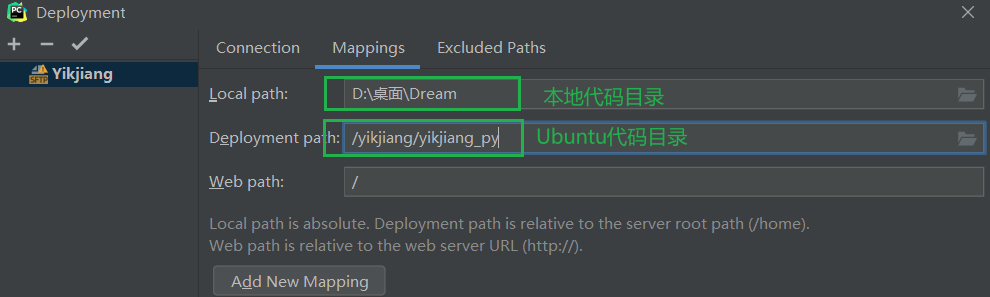 PC
Deployment
Connection
Mappings
Excluded Paths
SFTP
Yikjiang
Local path:
D:\桌面\Dream
本地代码目录
Deployment path:
/yikjiang/yikjiang_py
Ubuntu代码目录
Web path:
/
Local path is absolute. Deployment path is relative to the server root path (/home).
Web path is relative to the web server URL (http://).
Add New Mapping